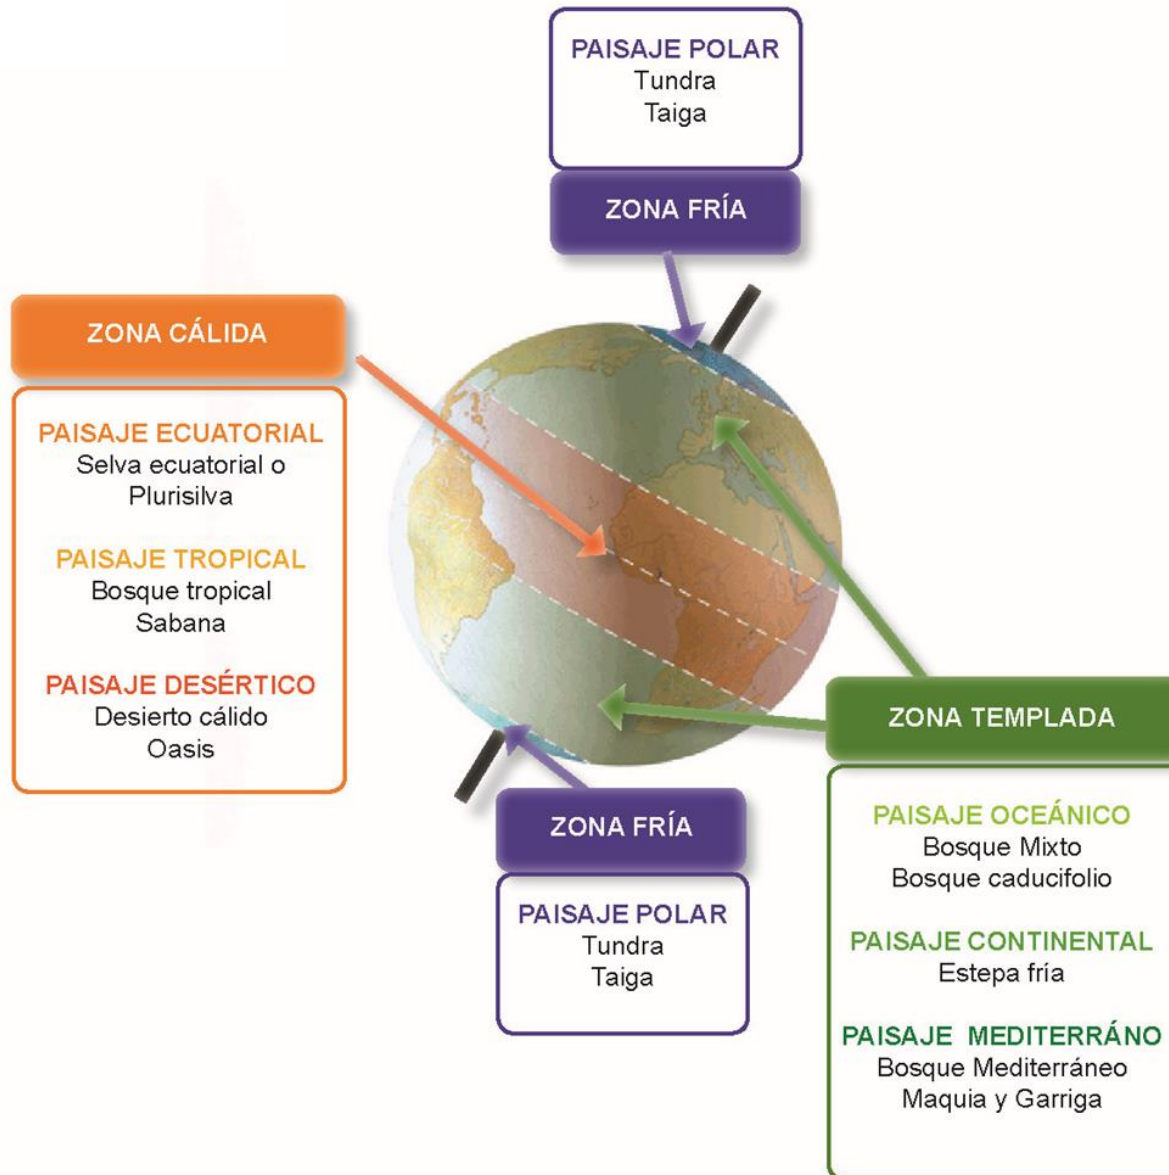 PAISAJE POLAR
Tundra
Taiga
ZONA FRÍA
ZONA CÁLIDA
PAISAJE ECUATORIAL
Selva ecuatorial o
Plurisilva
PAISAJE TROPICAL
Bosque tropical
Sabana
PAISAJE DESÉRTICO
Desierto cálido
Oasis
ZONA TEMPLADA
PAISAJE OCEÁNICO
Bosque Mixto
Bosque caducifolio
PAISAJE CONTINENTAL
Estepa fría
PAISAJE MEDITERRÁNO
Bosque Mediterráneo
Maquia y Garriga
ZONA FRÍA
PAISAJE POLAR
Tundra
Taiga